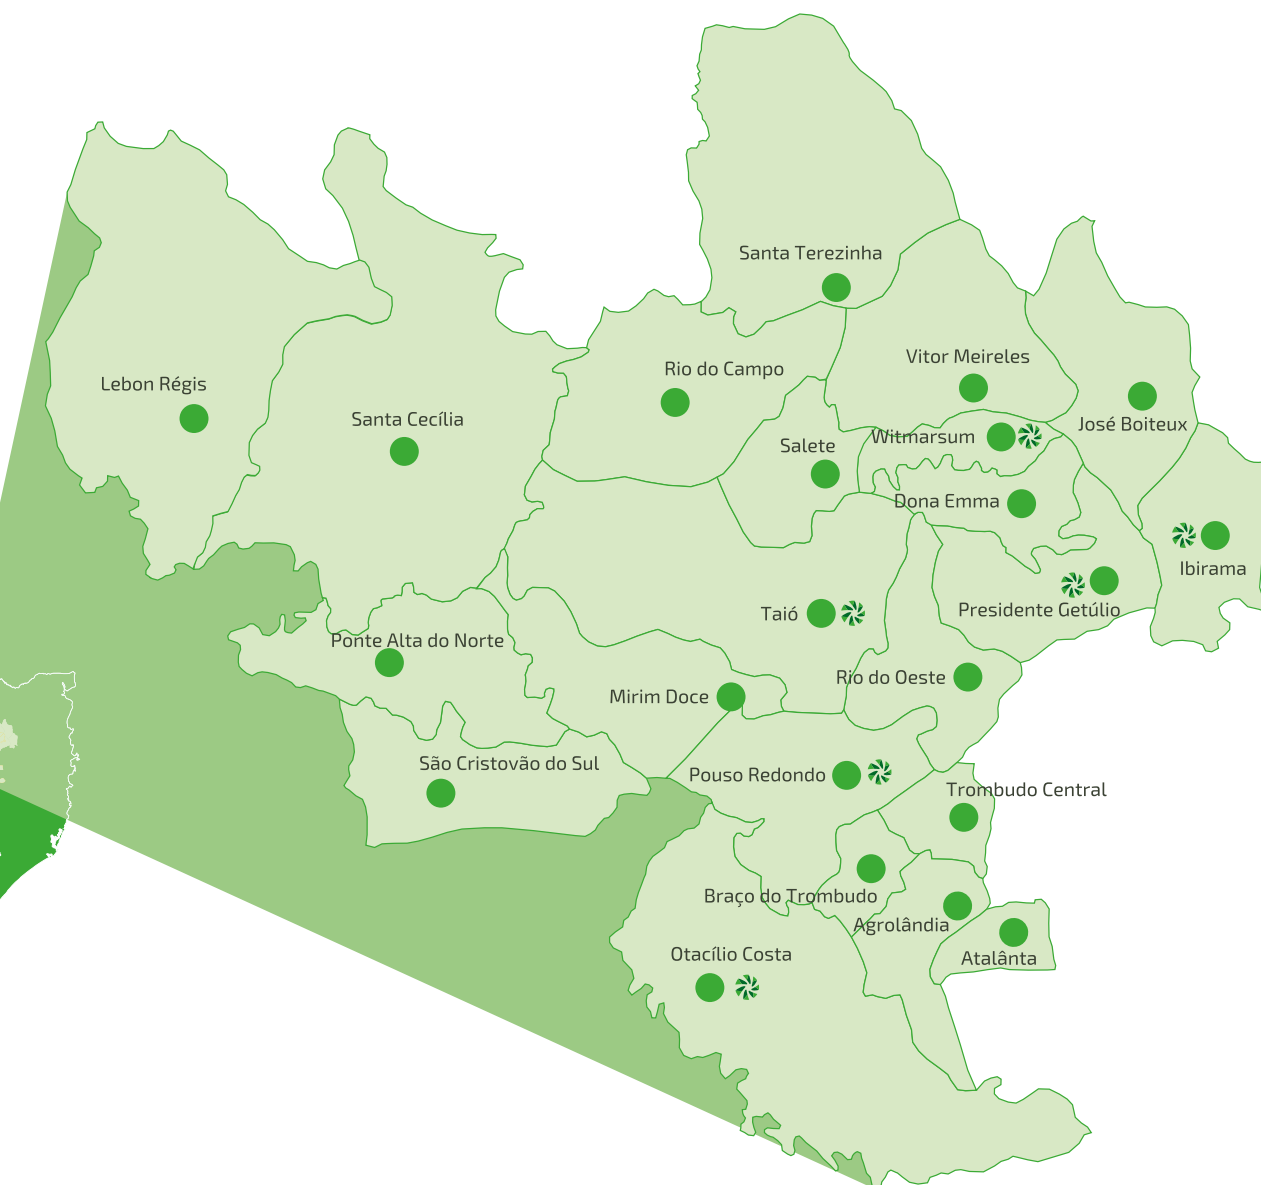 Santa Terezinha
Vitor Meireles
Rio do Campo
Lebon Régis
Santa Cecília
José Boiteux
Witmarsum
Salete
Dona Emma
Ibirama
Presidente Getúlio
Taió
Ponte Alta do Norte
Rio do Oeste
Mirim Doce
São Cristovão do Sul
Pouso Redondo
Trombudo Central
Braço do Trombudo
Agrolândia
Otacílio Costa
Atalânta